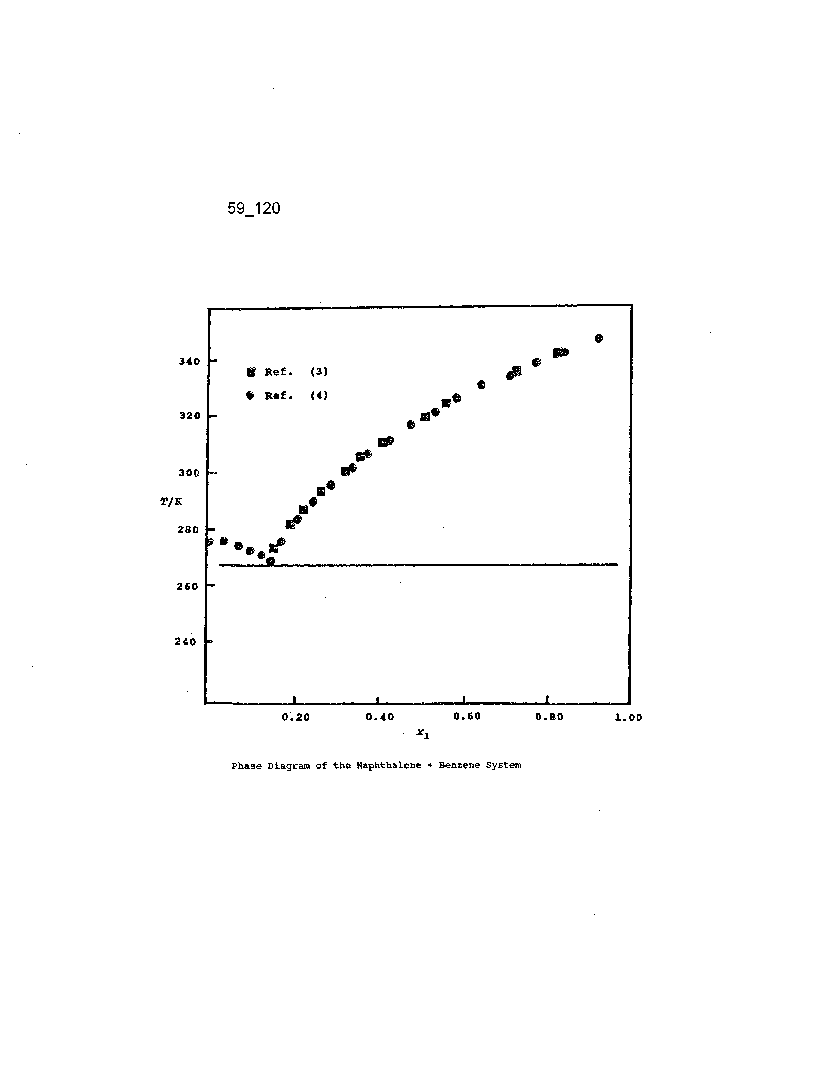 59_120
340
Ref. (3)
Ref. (4)
320
300
T/K
280
260
240
0.20 0.40 0.60 0.80 1.00
x1
Phase Diagram of the Naphthalene + Benzene System